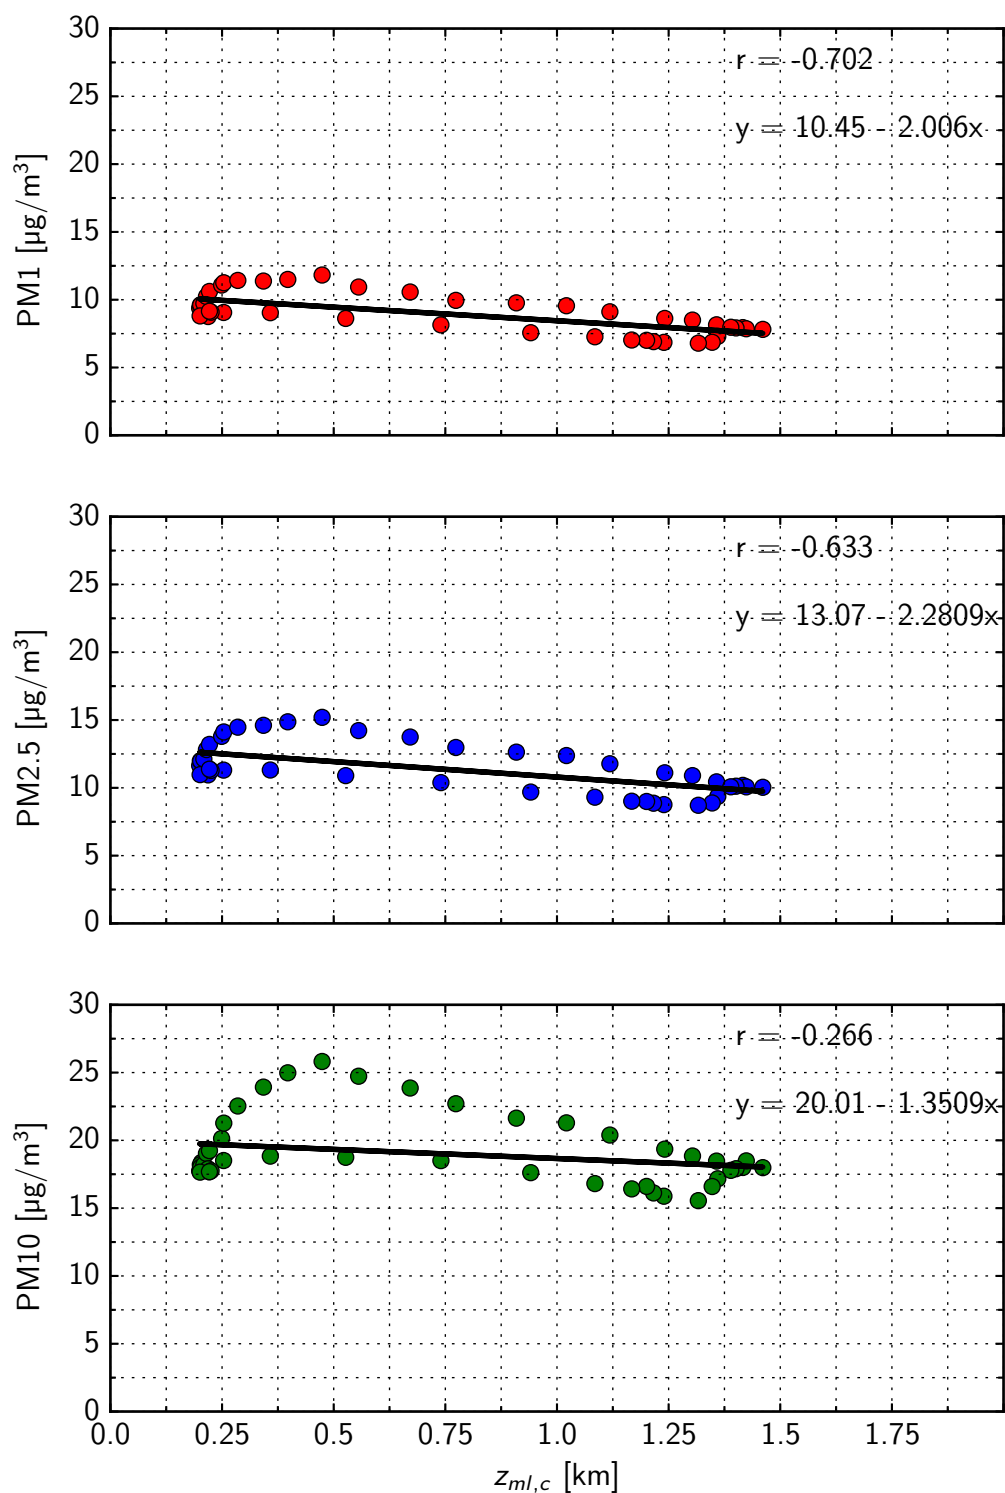 30
25
20
15
10
5
0
PM1 [µg/m³]
r = -0.702
y = 10.45 - 2.006x
30
25
20
15
10
5
0
PM2.5 [µg/m³]
r = -0.633
y = 13.07 - 2.2809x
30
25
20
15
10
5
0
PM10 [µg/m³]
r = -0.266
y = 20.01 - 1.3509x
0.0 0.25 0.5 0.75 1.0 1.25 1.5 1.75
z_{ml,c} [km]